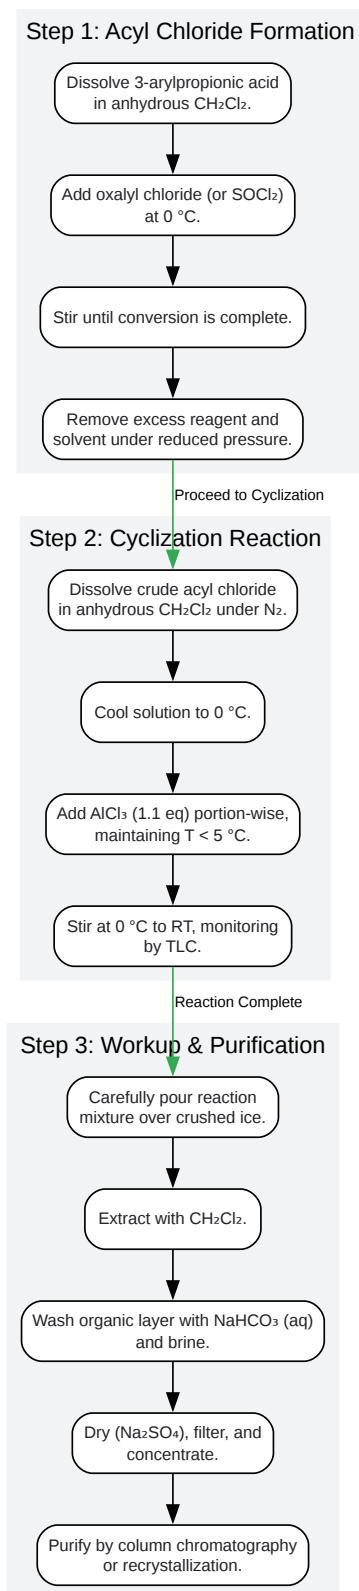 Step 1: Acyl Chloride Formation
Dissolve 3-arylpropionic acid
in anhydrous CH₂Cl₂.
Add oxalyl chloride (or SOCl₂)
at 0 °C.
Stir until conversion is complete.
Remove excess reagent and
solvent under reduced pressure.
Proceed to Cyclization
Step 2: Cyclization Reaction
Dissolve crude acyl chloride
in anhydrous CH₂Cl₂ under N₂.
Cool solution to 0 °C.
Add AlCl₃ (1.1 eq) portion-wise,
maintaining T < 5 °C.
Stir at 0 °C to RT, monitoring
by TLC.
Reaction Complete
Step 3: Workup & Purification
Carefully pour reaction
mixture over crushed ice.
Extract with CH₂Cl₂.
Wash organic layer with NaHCO₃ (aq)
and brine.
Dry (Na₂SO₄), filter, and
concentrate.
Purify by column chromatography
or recrystallization.